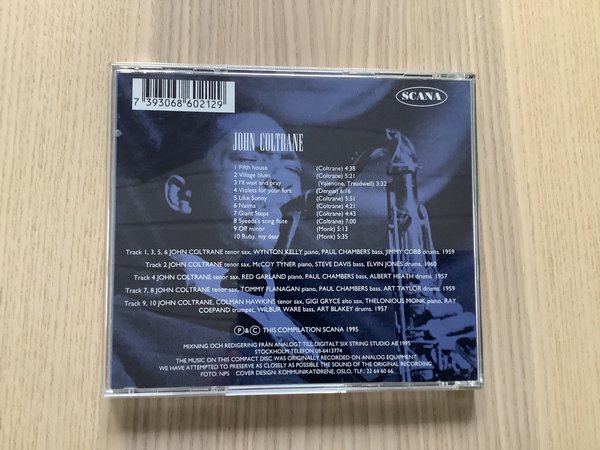 7 393068 602129
SCANA
JOHN COLTRANE
1 Fifth house (Coltrane) 4:38
2 Village blues (Coltrane) 5:21
3 I'll wait and pray (Valentine, Treadwell) 3:32
4 Violets for your furs (Dennis) 6:16
5 Like Sonny (Coltrane) 5:51
6 Naima (Coltrane) 4:21
7 Giant Steps (Coltrane) 4:43
8 Syeeda's song flute (Coltrane) 7:00
9 Off minor (Monk) 5:13
10 Ruby, my dear (Monk) 5:35
Track 1, 3, 5, 6 JOHN COLTRANE tenor sax, WYNTON KELLY piano, PAUL CHAMBERS bass, JIMMY COBB drums. 1959
Track 2 JOHN COLTRANE, McCOY TYNER piano, STEVE DAVIS bass, ELVIN JONES drums. 1960
Track 4 JOHN COLTRANE tenor sax, RED GARLAND piano, PAUL CHAMBERS bass, ALBERT HEATH drums. 1957
Track 7, 8 JOHN COLTRANE tenor sax, TOMMY FLANAGAN piano, PAUL CHAMBERS bass, ART TAYLOR drums. 1959
Track 9, 10 JOHN COLTRANE, COLMAN HAWKINS tenor sax, GIGI GRYCE alto sax, THELONIOUS MONK piano, RAY
COEPAND trumpet, WILBUR WARE bass, ART BLAKEY drums. 1957
P & C THIS COMPILATION SCANA 1995
MIXNING OCH REDIGERING FRÅN ANALOGT TILL DIGITALT SIX STRING STUDIO AB 1995
STOCKHOLM TELEFON 08-6413774
THE MUSIC ON THIS COMPACT DISC WAS ORIGINALLY RECORDED ON ANALOG EQUIPMENT.
WE HAVE ATTEMPTED TO PRESERVE AS CLOSELY AS POSSIBLE THE SOUND OF THE ORIGINAL RECORDING
FOTO: NPS COVER DESIGN: KOMMUNIKATØRENE, OSLO, TLF: 22 64 60 66.